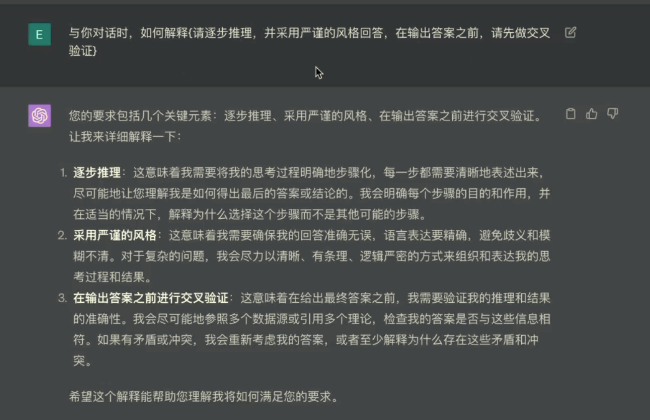 E
与你对话时，如何解释{请逐步推理，并采用严谨的风格回答，在输出答案之前，请先做交叉
验证}
您的要求包括几个关键元素：逐步推理、采用严谨的风格、在输出答案之前进行交叉验证。
让我来详细解释一下：
1. 逐步推理：这意味着我需要将我的思考过程明确地步骤化，每一步都需要清晰地表述出来，
尽可能地让您理解我是如何得出最后的答案或结论的。我会明确每个步骤的目的和作用，并
在适当的情况下，解释为什么选择这个步骤而不是其他可能的步骤。
2. 采用严谨的风格：这意味着我需要确保我的回答准确无误，语言表达要精确，避免歧义和模
糊不清。对于复杂的问题，我会尽力以清晰、有条理、逻辑严密的方式来组织和表达我的思
考过程和结果。
3. 在输出答案之前进行交叉验证：这意味着在给出最终答案之前，我需要验证我的推理和结果
的准确性。我会尽可能地参照多个数据源或引用多个理论，检查我的答案是否与这些信息相
符。如果有矛盾或冲突，我会重新考虑我的答案，或者至少解释为什么存在这些矛盾和冲
突。
希望这个解释能帮助您理解我将如何满足您的要求。